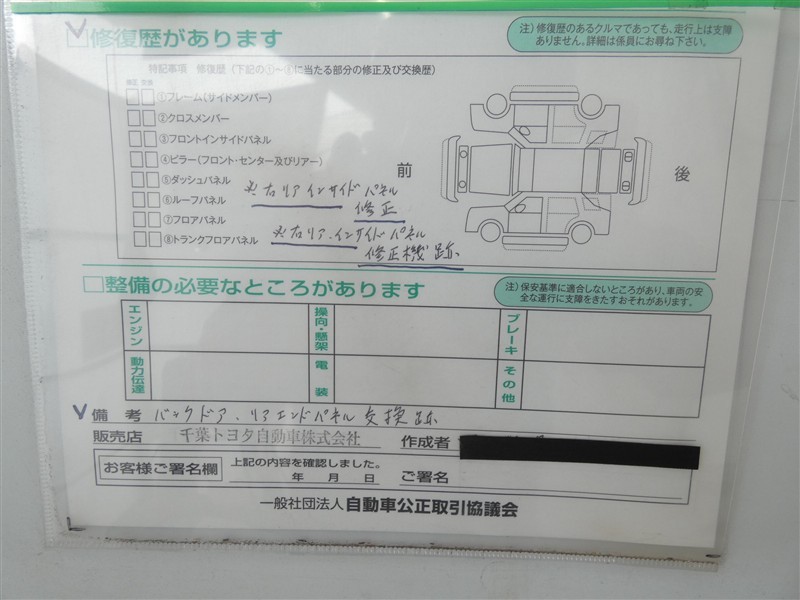 修復歴があります
注）修復歴のあるクルマであっても、走行上は支障
ありません。詳細は係員にお尋ね下さい。
特記事項 修復歴（下記の①～⑧に当たる部分の修正及び交換歴）
修正 交換
①フレーム（サイドメンバー）
②クロスメンバー
③フロントインサイドパネル
④ピラー（フロント・センター及びリアー）
⑤ダッシュパネル
⑥ルーフパネル
⑦フロアパネル
⑧トランクフロアパネル
※右リアインサイドパネル
修正
※右リア・インサイドパネル
修正機跡
前
後
整備の必要なところがあります
注）保安基準に適合しないところがあり、車両の安
全な運行に支障をきたすおそれがあります。
エンジン
操向・懸架
ブレーキ
動力伝達
電装
その他
備考 バックドア・リアエンドパネル交換跡
販売店 千葉トヨタ自動車株式会社 作成者
お客様ご署名欄 上記の内容を確認しました。
年 月 日 ご署名
一般社団法人 自動車公正取引協議会